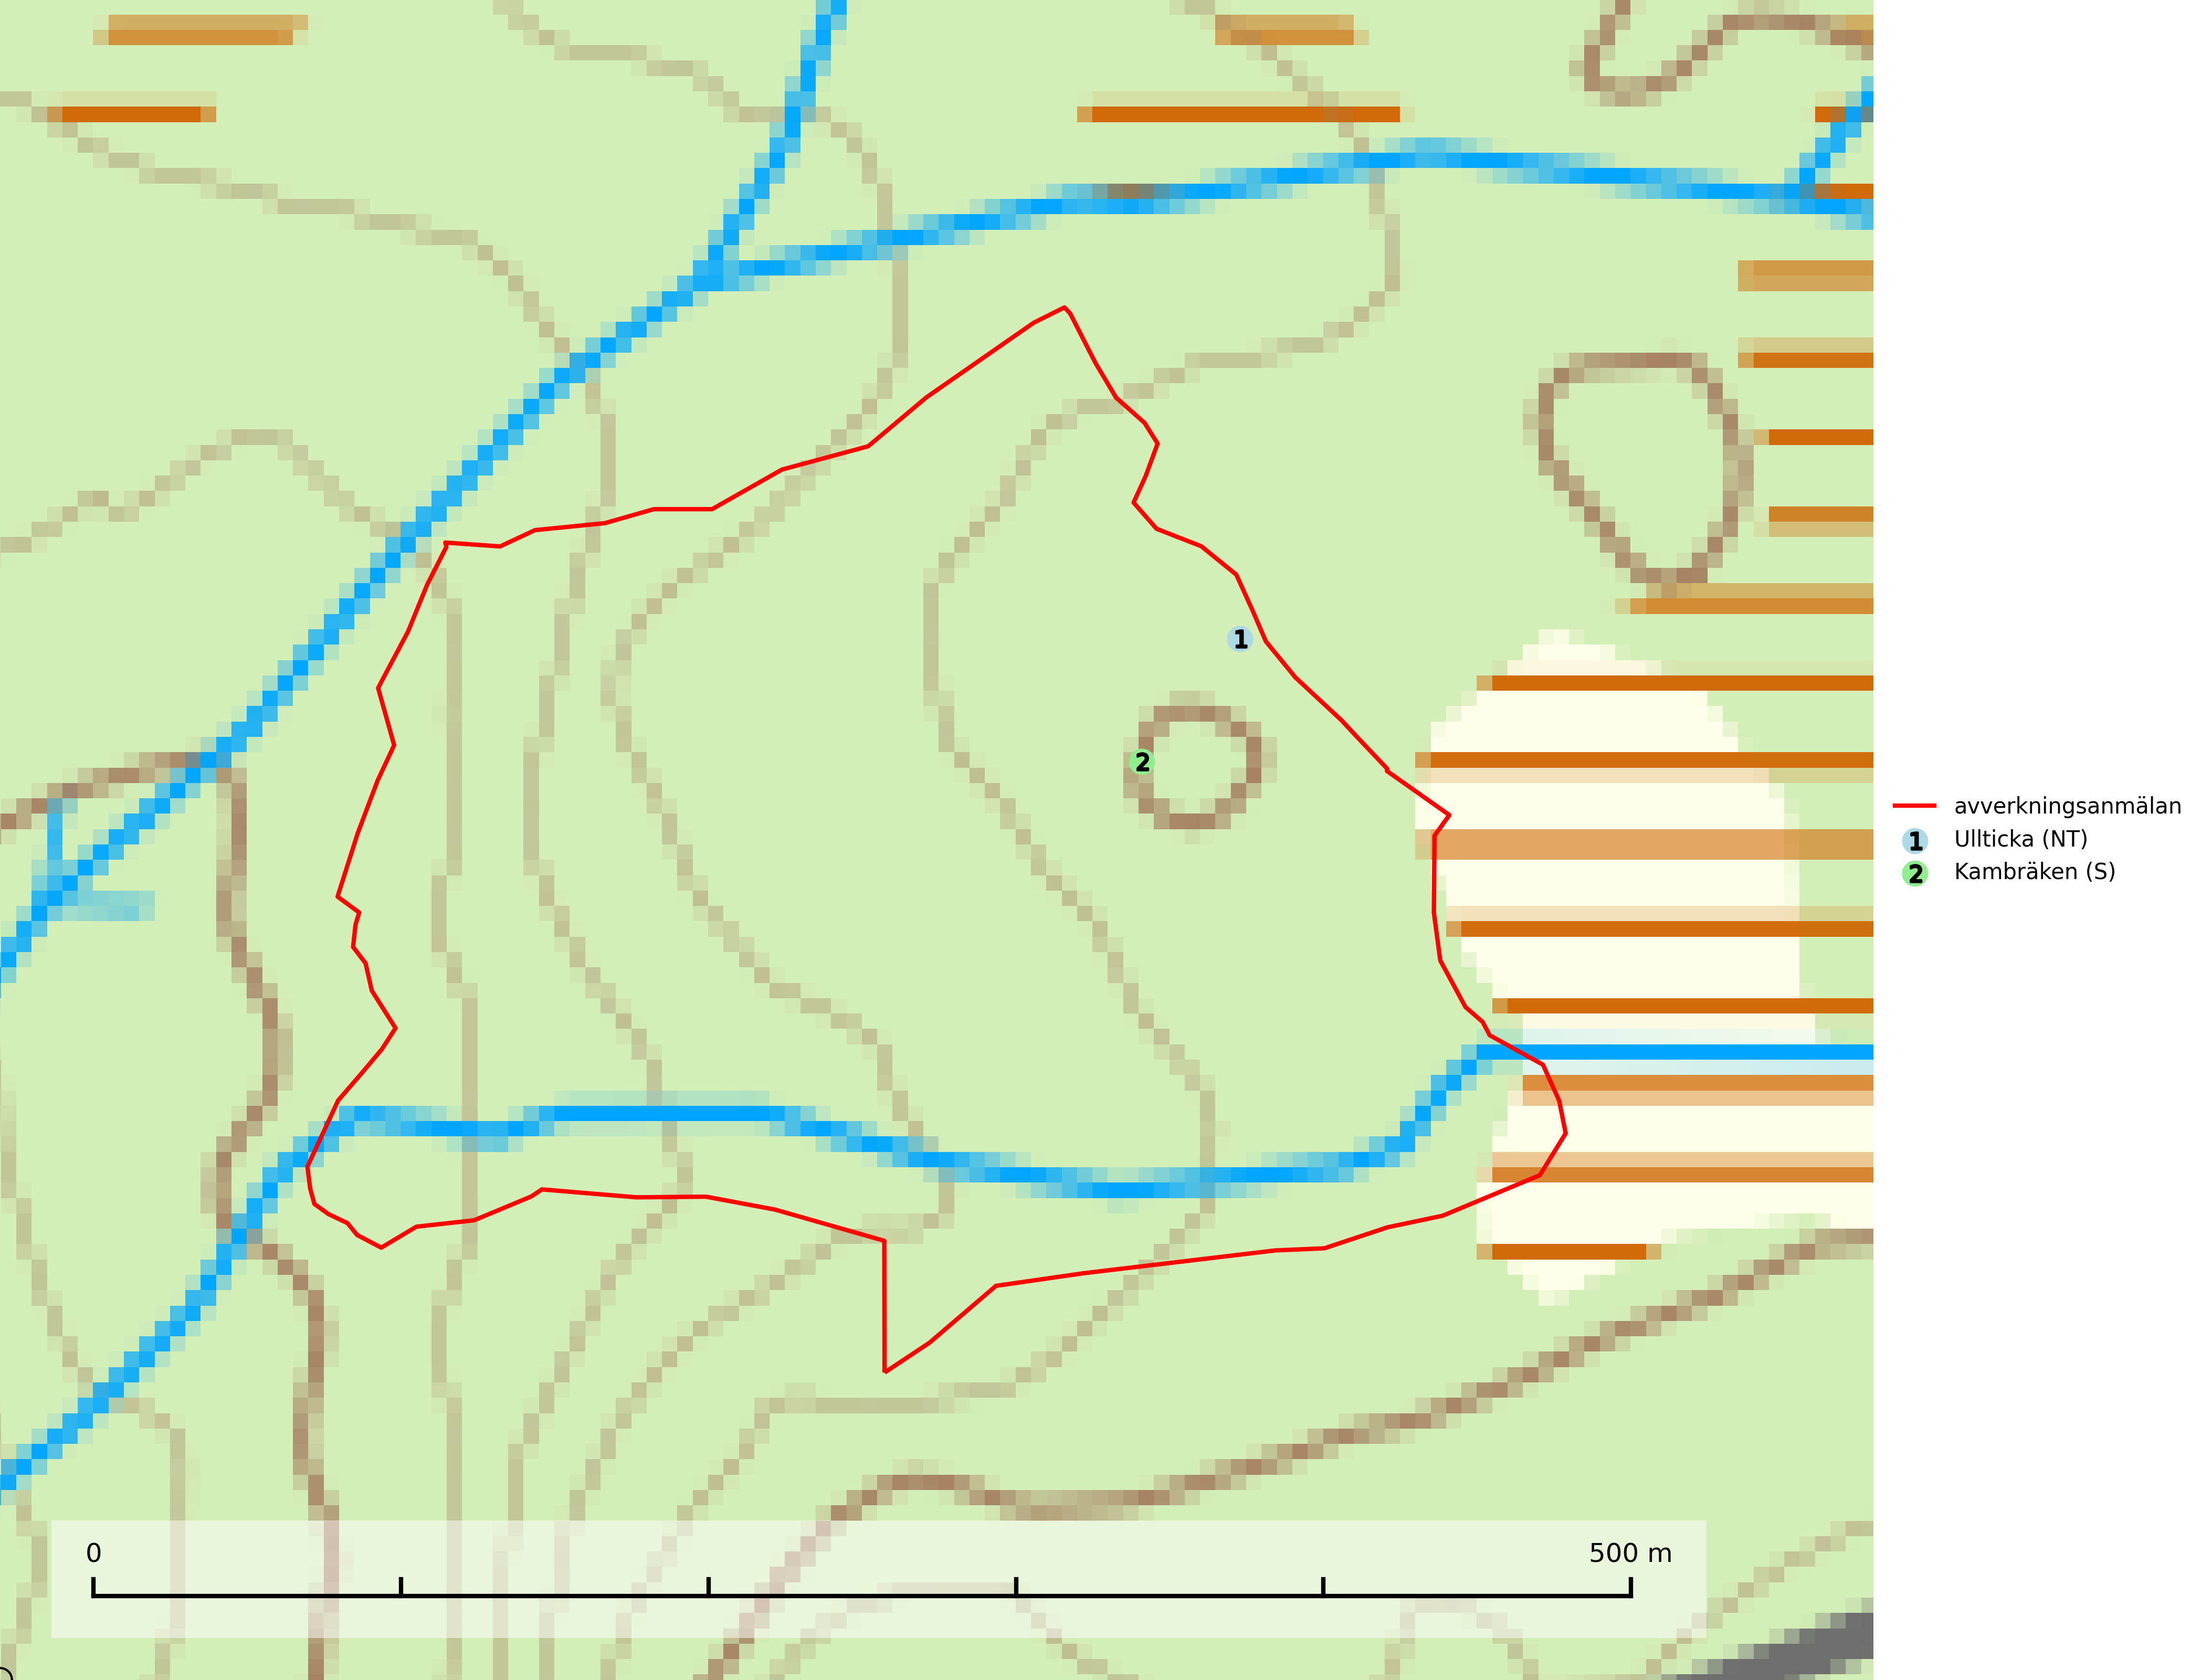 1
2
avverkningsanmälan
1 Ullticka (NT)
2 Kambräken (S)
0 500 m